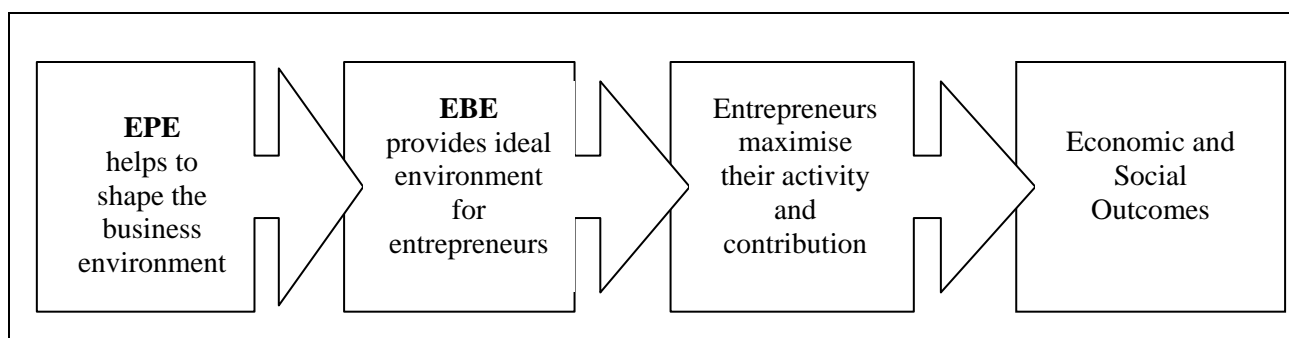 EPE
helps to
shape the
business
environment
EBE
provides ideal
environment
for
entrepreneurs
Entrepreneurs
maximise
their activity
and
contribution
Economic and
Social
Outcomes